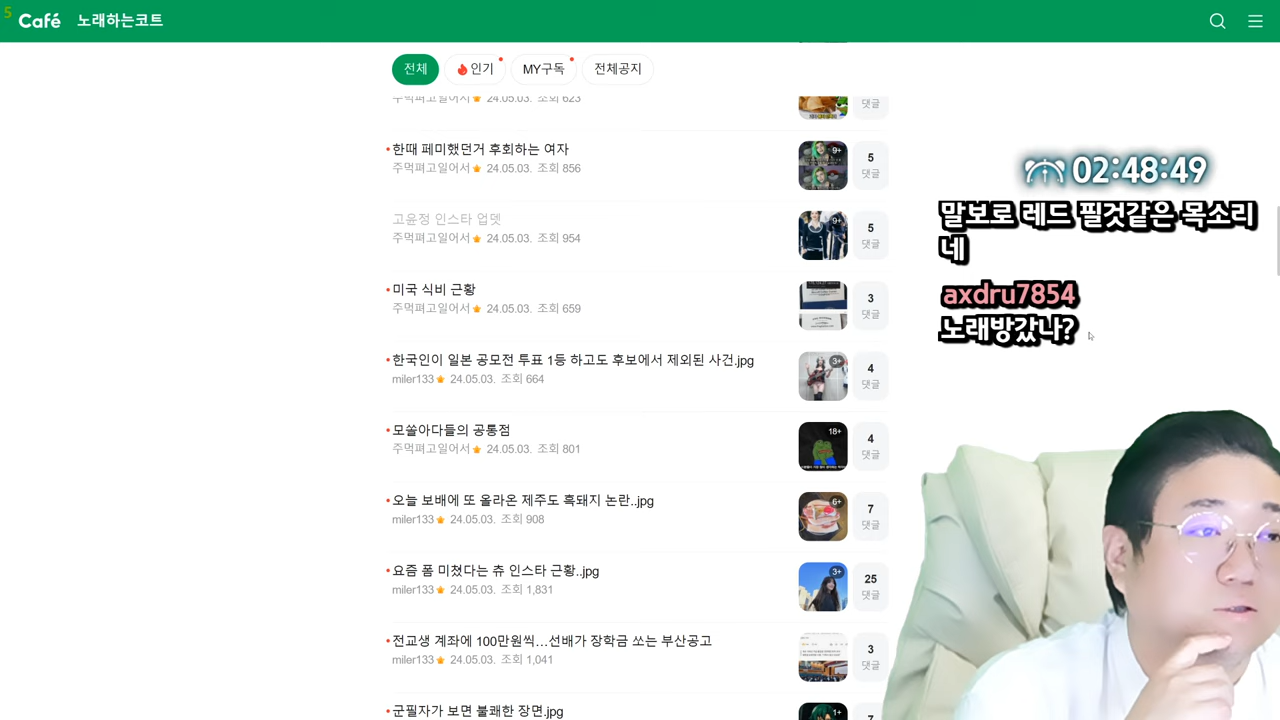 5
Café 노래하는코트
전체 인기 MY구독 전체공지
주먹펴고일어서 24.05.03. 조회 623
댓글
한때 페미했던거 후회하는 여자
주먹펴고일어서 24.05.03. 조회 856
9+
5
댓글
고윤정 인스타 업뎃
주먹펴고일어서 24.05.03. 조회 954
9+
5
댓글
미국 식비 근황
주먹펴고일어서 24.05.03. 조회 659
3
댓글
한국인이 일본 공모전 투표 1등 하고도 후보에서 제외된 사건.jpg
miler133 24.05.03. 조회 664
3+
4
댓글
모쏠아다들의 공통점
주먹펴고일어서 24.05.03. 조회 801
18+
4
댓글
오늘 보배에 또 올라온 제주도 흑돼지 논란..jpg
miler133 24.05.03. 조회 908
6+
7
댓글
요즘 폼 미쳤다는 츄 인스타 근황..jpg
miler133 24.05.03. 조회 1,831
3+
25
댓글
전교생 계좌에 100만원씩…선배가 장학금 쏘는 부산공고
miler133 24.05.03. 조회 1,041
3
댓글
군필자가 보면 불쾌한 장면.jpg
1+
7
02:48:49
말보로 레드 필것같은 목소리
네
axdru7854
노래방갔나?